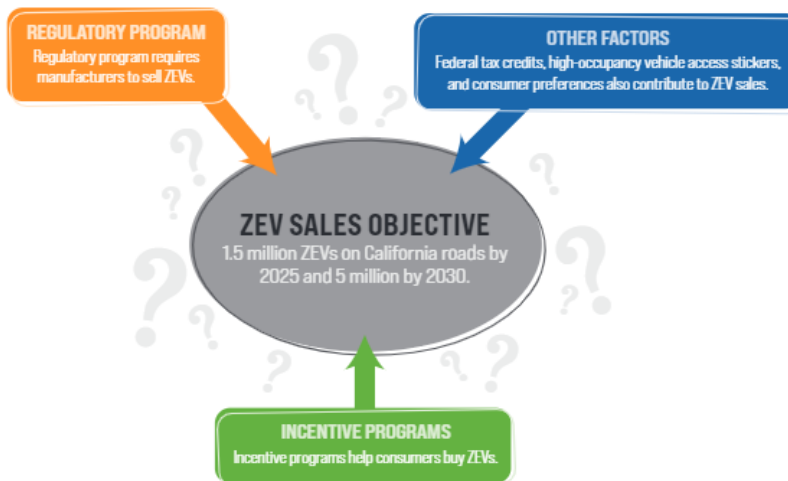 REGULATORY PROGRAM
Regulatory program requires
manufacturers to sell ZEVs.
OTHER FACTORS
Federal tax credits, high-occupancy vehicle access stickers,
and consumer preferences also contribute to ZEV sales.
? ? ? ? ? ? ? ? ? ? ? ?
ZEV SALES OBJECTIVE
1.5 million ZEVs on California roads by
2025 and 5 million by 2030.
INCENTIVE PROGRAMS
Incentive programs help consumers buy ZEVs.